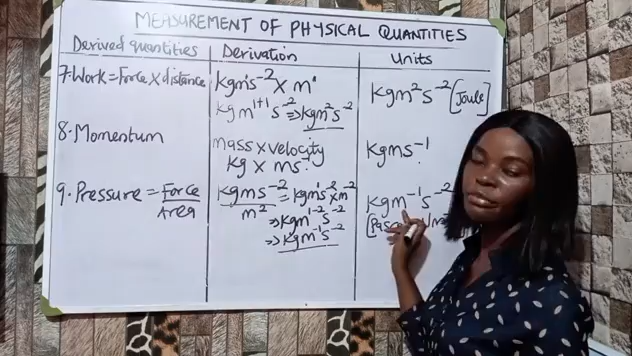 MEASUREMENT OF PHYSICAL QUANTITIES
Derived quantities Derivation Units
7. Work = Force x distance kgm¹s⁻² x m¹ kgm²s⁻² [Joule]
kgm¹⁺¹s⁻² ⇒ kgm²s⁻²
8. Momentum mass x velocity kgms⁻¹
kg x ms⁻¹
9. Pressure = Force/Area kgms⁻²/m² = kgm¹s⁻² x m⁻² kgm⁻¹s⁻²
⇒ kgm¹⁻²s⁻²
⇒ kgm⁻¹s⁻²